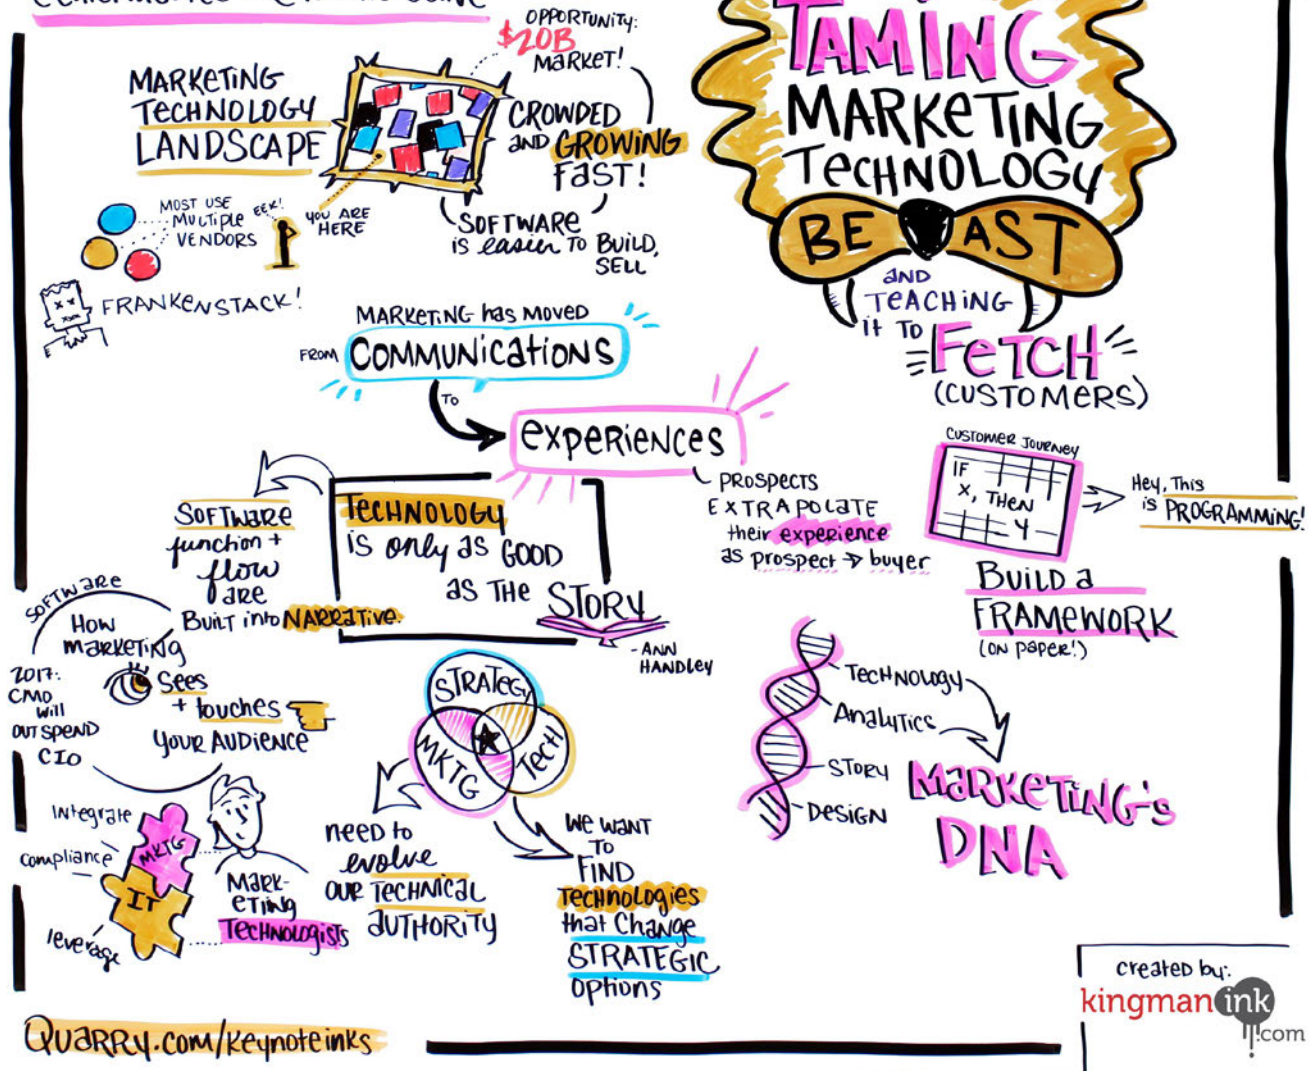 TAMING
MARKETING
TECHNOLOGY
BEAST
AND
TEACHING
it TO
FETCH
(CUSTOMERS)
MARKETING
TECHNOLOGY
LANDSCAPE
OPPORTUNITY:
$20B
MARKET!
CROWDED
AND GROWING
FAST!
SOFTWARE
is easier TO BUILD,
SELL
YOU ARE
HERE
EEK!
MOST USE
MULTIPLE
VENDORS
FRANKENSTACK!
MARKETING has MOVED
FROM COMMUNICATIONS
TO
EXPERIENCES
PROSPECTS
EXTRAPOLATE
their experience
as prospect → buyer
CUSTOMER JOURNEY
IF
X, THEN
Y
Hey, This
is PROGRAMMING!
BUILD a
FRAMEWORK
(ON PAPER!)
TECHNOLOGY
is only as GOOD
as THE STORY
- ANN
HANDLEY
SOFTWARE
function +
flow
ARE
BUILT into NARRATIVE.
SOFTWARE
HOW
MARKETING
Sees
+ touches
YOUR AUDIENCE
2017:
CMO
will
OUTSPEND
CIO
STRATEGY
MKTG
TECH
need to
evolve
OUR TECHNICAL
AUTHORITY
WE WANT
TO
FIND
TECHNOLOGIES
that Change
STRATEGIC
options
TECHNOLOGY
ANALYTICS
STORY
DESIGN
MARKETING's
DNA
Integrate
compliance
leverage
MKTG
IT
MARK-
ETING
TECHNOLOGISTS
QUARRY.com/keynoteinks
created by:
kingman ink
.com